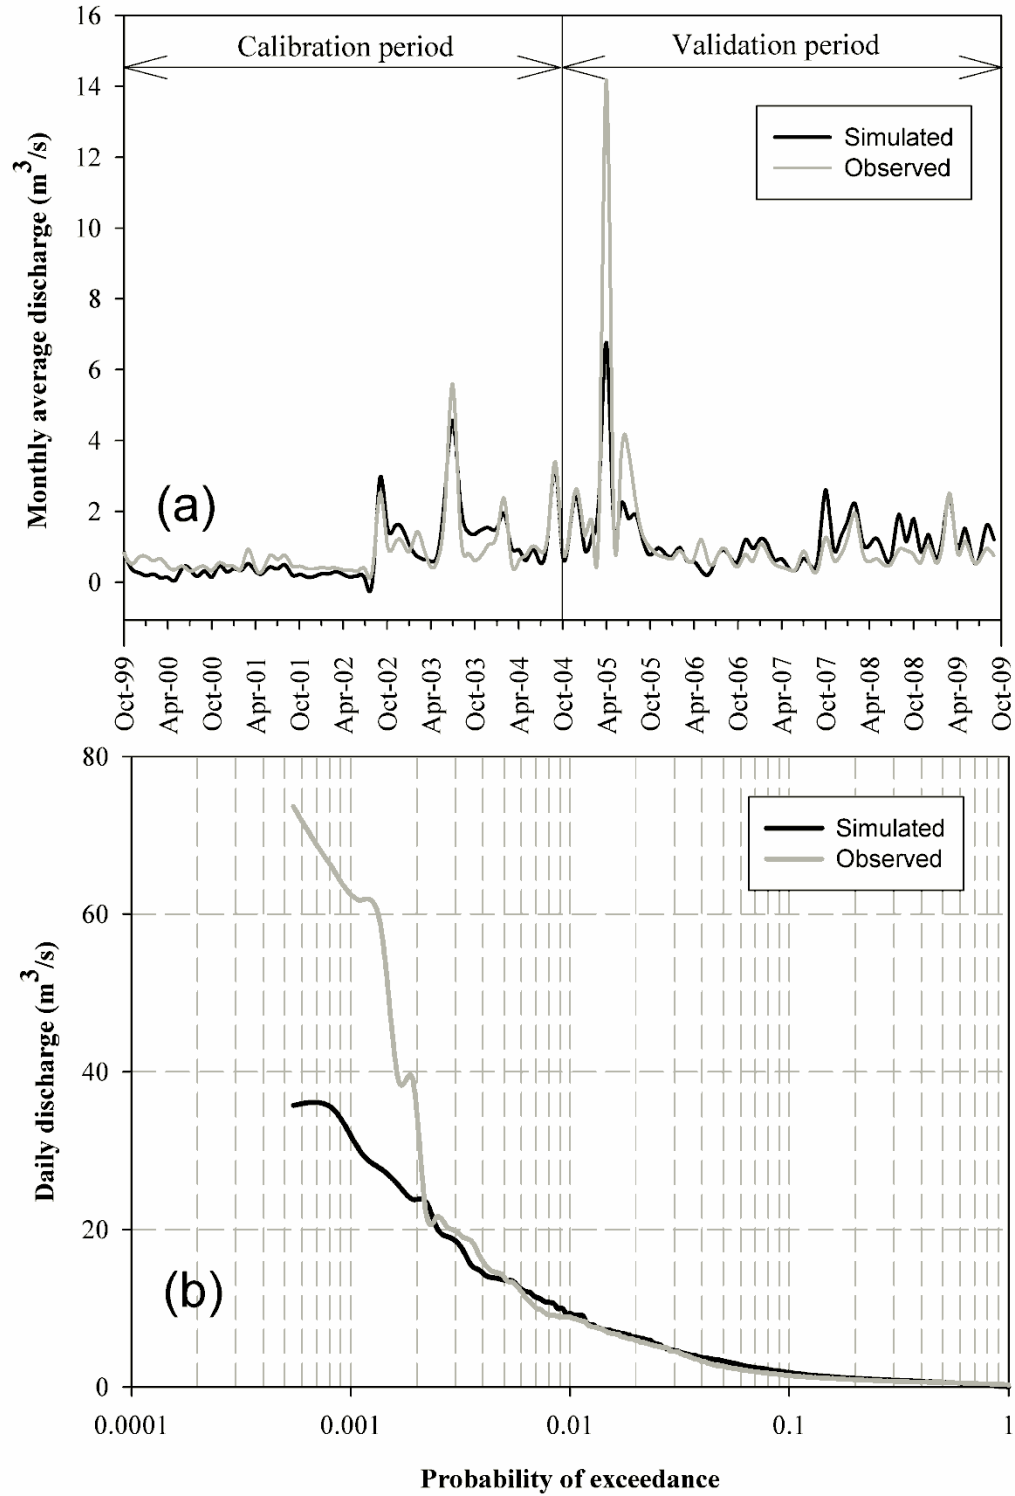 16
14
12
10
8
6
4
2
0
Monthly average discharge (m³/s)
Calibration period
Validation period
Simulated
Observed
(a)
Oct-99
Apr-00
Oct-00
Apr-01
Oct-01
Apr-02
Oct-02
Apr-03
Oct-03
Apr-04
Oct-04
Apr-05
Oct-05
Apr-06
Oct-06
Apr-07
Oct-07
Apr-08
Oct-08
Apr-09
Oct-09
80
60
40
20
0
Daily discharge (m³/s)
Simulated
Observed
(b)
0.0001
0.001
0.01
0.1
1
Probability of exceedance